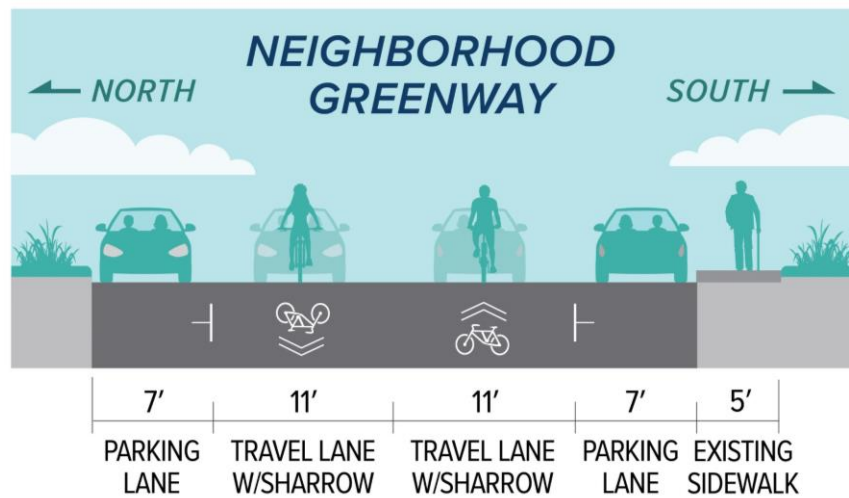 NEIGHBORHOOD
GREENWAY
NORTH
SOUTH
7′ 11′ 11′ 7′ 5′
PARKING TRAVEL LANE TRAVEL LANE PARKING EXISTING
LANE W/SHARROW W/SHARROW LANE SIDEWALK